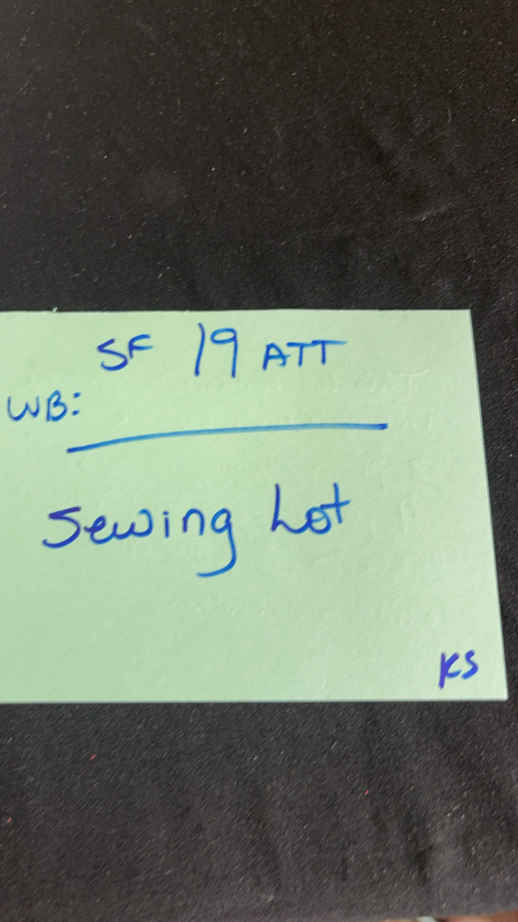 SF 19 ATT
WB:
Sewing Lot
KS